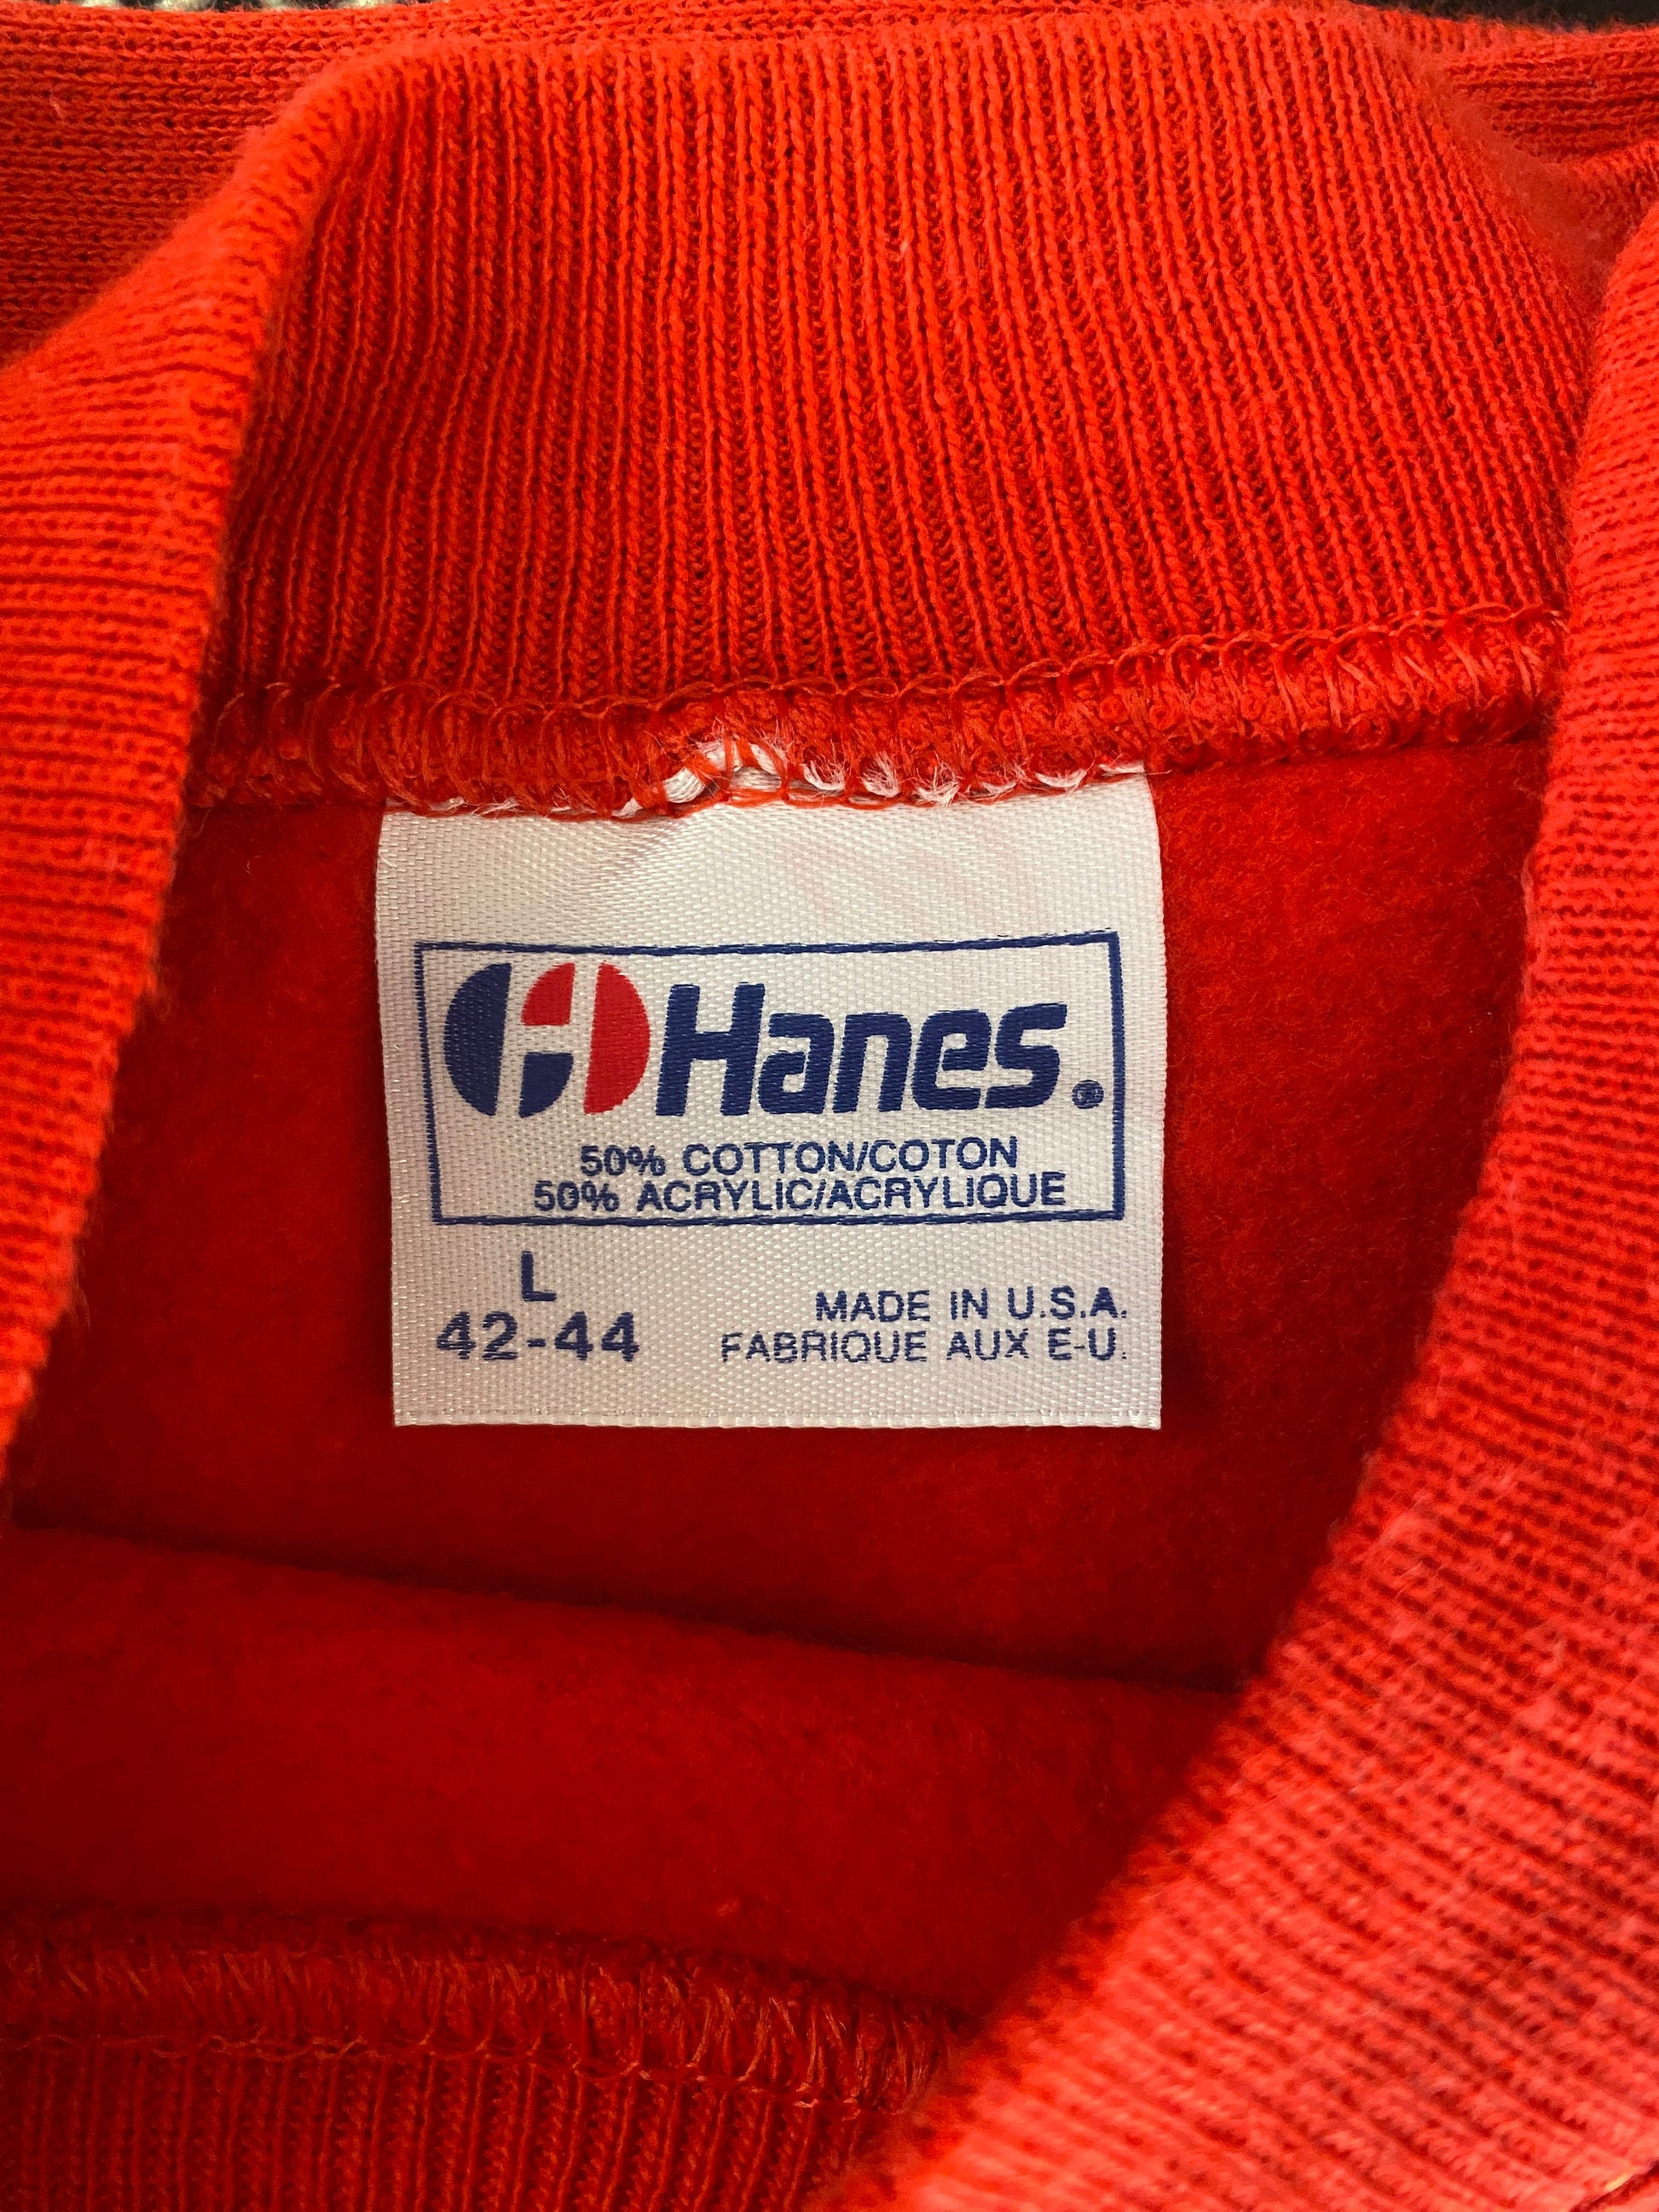 Hanes®
50% COTTON/COTON
50% ACRYLIC/ACRYLIQUE
L
42-44
MADE IN U.S.A.
FABRIQUE AUX E-U.